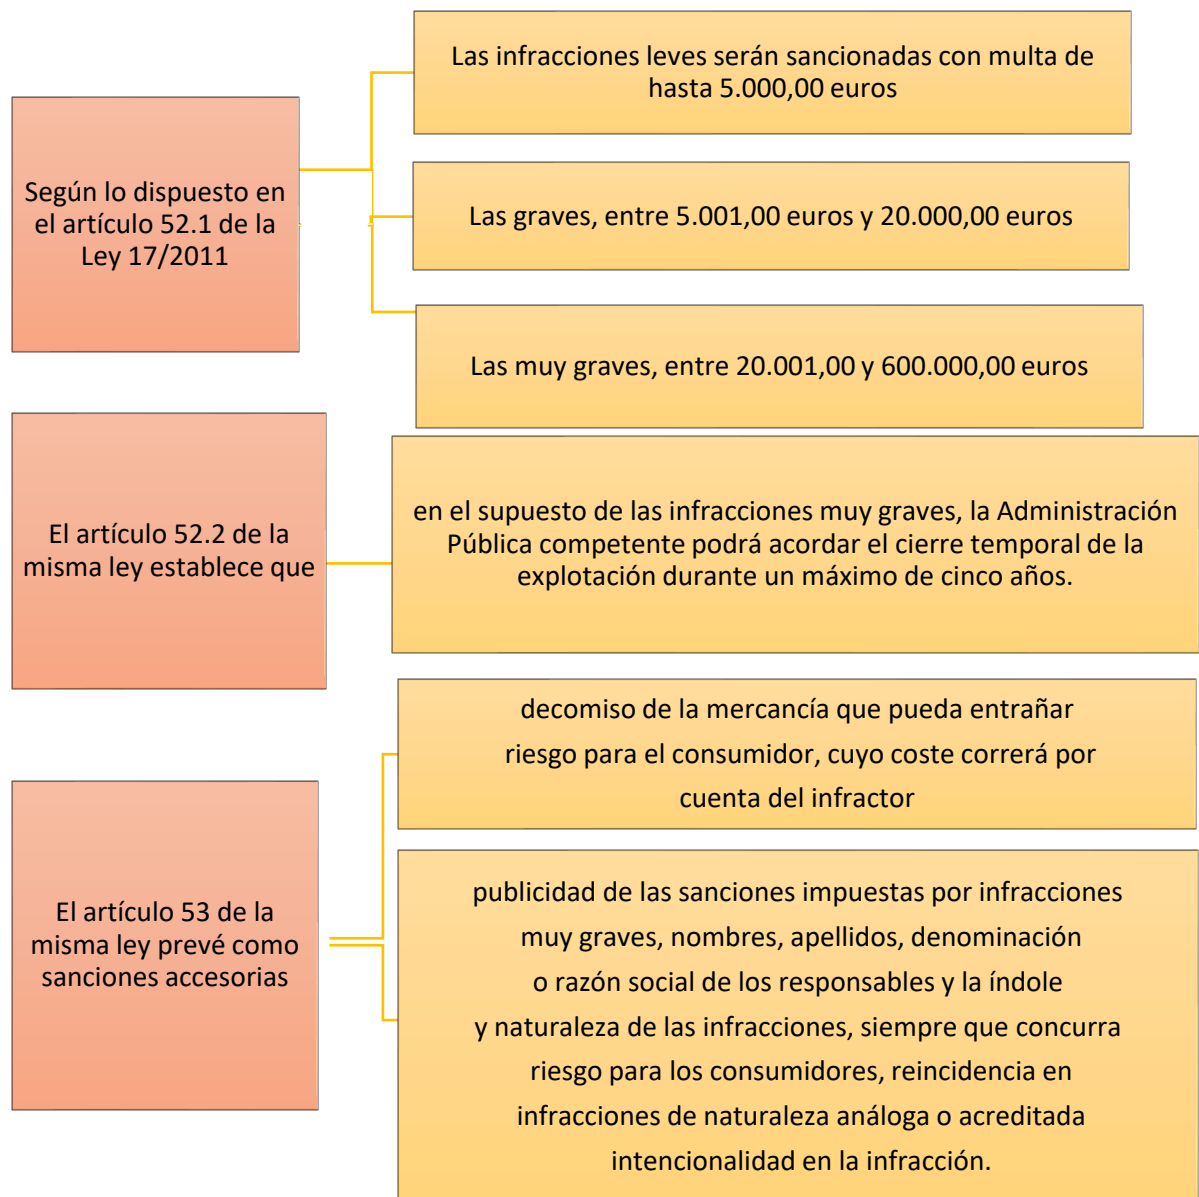 Según lo dispuesto en
el artículo 52.1 de la
Ley 17/2011
Las infracciones leves serán sancionadas con multa de
hasta 5.000,00 euros
Las graves, entre 5.001,00 euros y 20.000,00 euros
Las muy graves, entre 20.001,00 y 600.000,00 euros
El artículo 52.2 de la
misma ley establece que
en el supuesto de las infracciones muy graves, la Administración
Pública competente podrá acordar el cierre temporal de la
explotación durante un máximo de cinco años.
El artículo 53 de la
misma ley prevé como
sanciones accesorias
decomiso de la mercancía que pueda entrañar
riesgo para el consumidor, cuyo coste correrá por
cuenta del infractor
publicidad de las sanciones impuestas por infracciones
muy graves, nombres, apellidos, denominación
o razón social de los responsables y la índole
y naturaleza de las infracciones, siempre que concurra
riesgo para los consumidores, reincidencia en
infracciones de naturaleza análoga o acreditada
intencionalidad en la infracción.